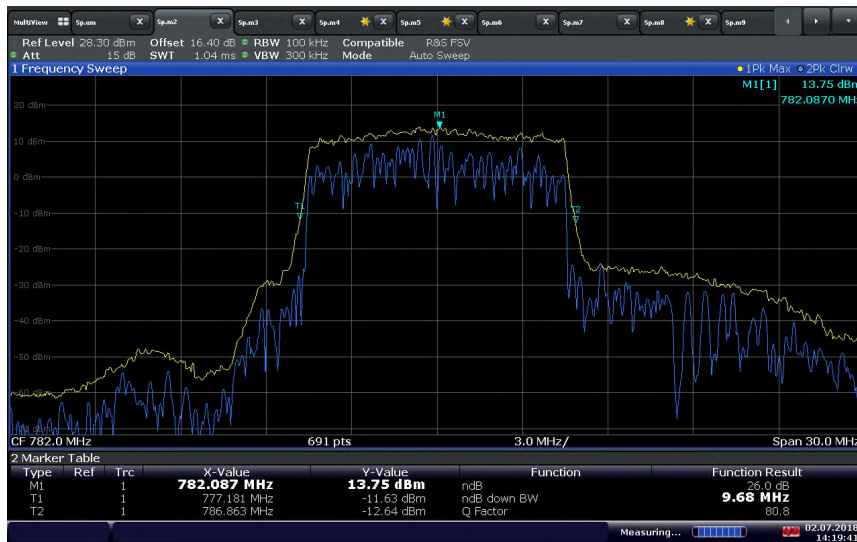 MultiView Sp.um X Sp.m2 X Sp.m3 X Sp.m4 X Sp.m5 X Sp.m6 X Sp.m7 X Sp.m8 X Sp.m9
Ref Level 28.30 dBm Offset 16.40 dB RBW 100 kHz Compatible R&S FSV
Att 15 dB SWT 1.04 ms VBW 300 kHz Mode Auto Sweep
1 Frequency Sweep 1Pk Max 2Pk Clrw
M1[1] 13.75 dBm
782.0870 MHz
20 dBm
M1
10 dBm
0 dBm
T1
T2
-10 dBm
-20 dBm
-30 dBm
-40 dBm
-50 dBm
-60 dBm
CF 782.0 MHz 691 pts 3.0 MHz/ Span 30.0 MHz
2 Marker Table
Type Ref Trc X-Value Y-Value Function Function Result
M1 1 782.087 MHz 13.75 dBm ndB 26.0 dB
T1 1 777.181 MHz -11.63 dBm ndB down BW 9.68 MHz
T2 1 786.863 MHz -12.64 dBm Q Factor 80.8
Measuring... 02.07.2018
14:19:41